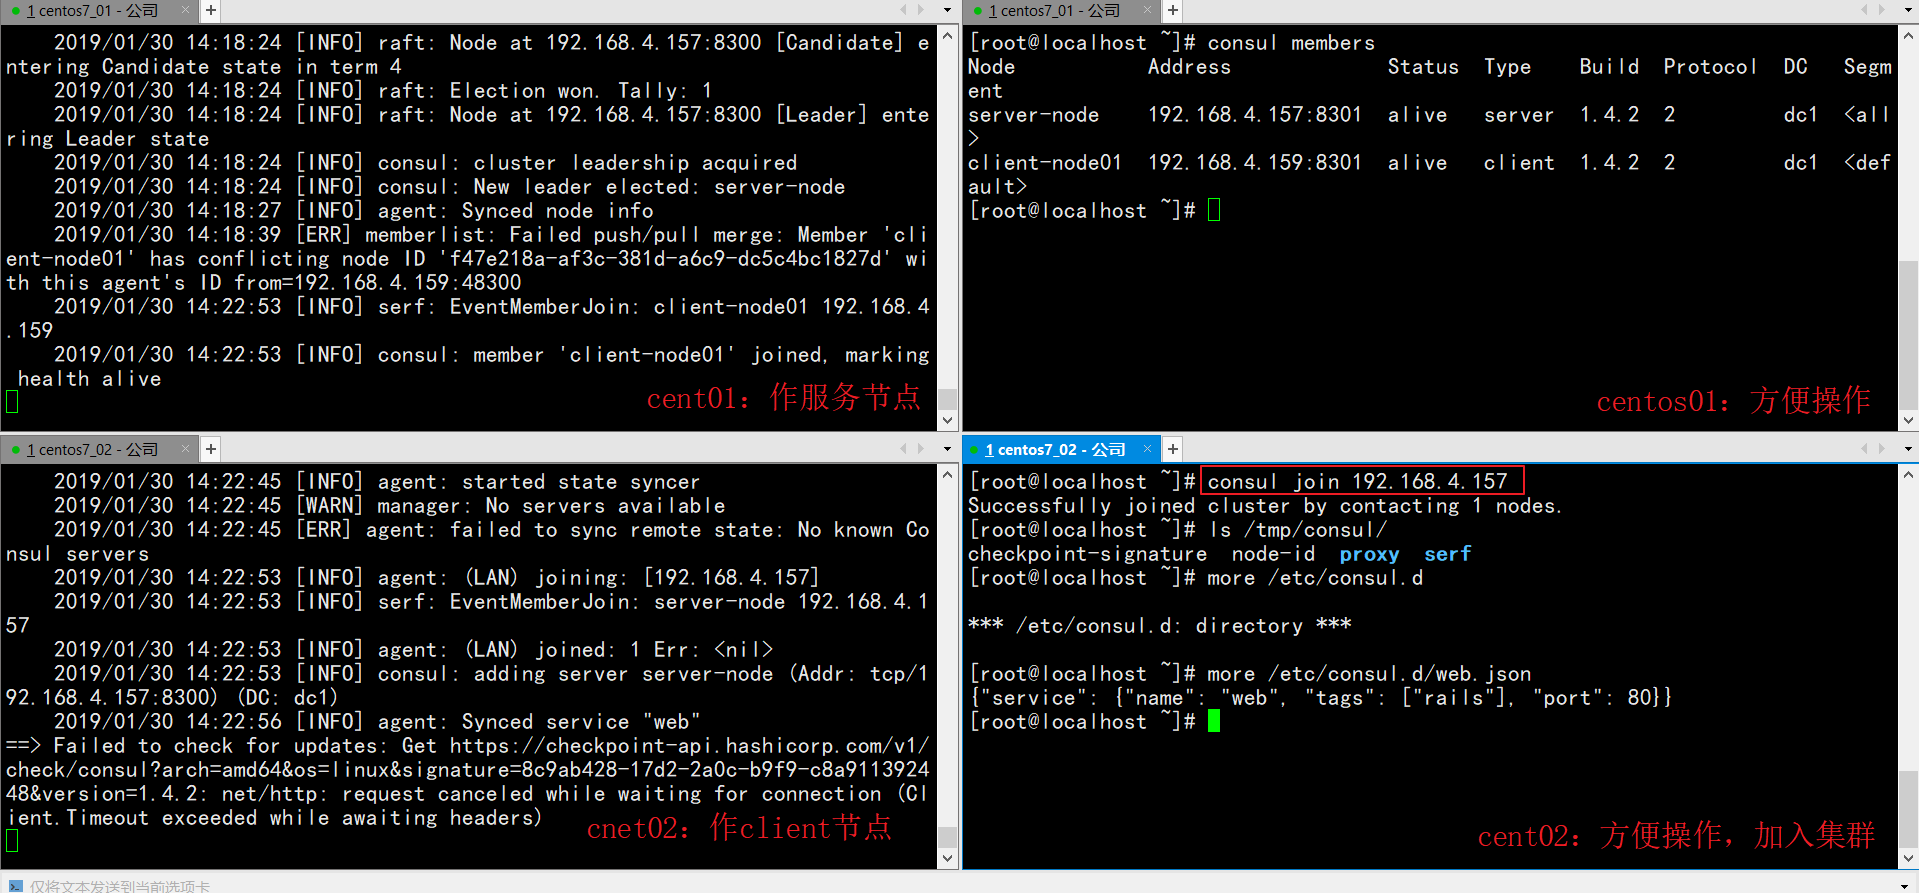 1 centos7_01 - 公司 × +
2019/01/30 14:18:24 [INFO] raft: Node at 192.168.4.157:8300 [Candidate] e
ntering Candidate state in term 4
2019/01/30 14:18:24 [INFO] raft: Election won. Tally: 1
2019/01/30 14:18:24 [INFO] raft: Node at 192.168.4.157:8300 [Leader] ente
ring Leader state
2019/01/30 14:18:24 [INFO] consul: cluster leadership acquired
2019/01/30 14:18:24 [INFO] consul: New leader elected: server-node
2019/01/30 14:18:27 [INFO] agent: Synced node info
2019/01/30 14:18:39 [ERR] memberlist: Failed push/pull merge: Member 'cli
ent-node01' has conflicting node ID 'f47e218a-af3c-381d-a6c9-dc5c4bc1827d' wi
th this agent's ID from=192.168.4.159:48300
2019/01/30 14:22:53 [INFO] serf: EventMemberJoin: client-node01 192.168.4
.159
2019/01/30 14:22:53 [INFO] consul: member 'client-node01' joined, marking
health alive
cent01：作服务节点
1 centos7_01 - 公司 × +
[root@localhost ~]# consul members
Node Address Status Type Build Protocol DC Segm
ent
server-node 192.168.4.157:8301 alive server 1.4.2 2 dc1 <all
>
client-node01 192.168.4.159:8301 alive client 1.4.2 2 dc1 <def
ault>
[root@localhost ~]#
centos01：方便操作
1 centos7_02 - 公司 × +
2019/01/30 14:22:45 [INFO] agent: started state syncer
2019/01/30 14:22:45 [WARN] manager: No servers available
2019/01/30 14:22:45 [ERR] agent: failed to sync remote state: No known Co
nsul servers
2019/01/30 14:22:53 [INFO] agent: (LAN) joining: [192.168.4.157]
2019/01/30 14:22:53 [INFO] serf: EventMemberJoin: server-node 192.168.4.1
57
2019/01/30 14:22:53 [INFO] agent: (LAN) joined: 1 Err: <nil>
2019/01/30 14:22:53 [INFO] consul: adding server server-node (Addr: tcp/1
92.168.4.157:8300) (DC: dc1)
2019/01/30 14:22:56 [INFO] agent: Synced service "web"
==> Failed to check for updates: Get https://checkpoint-api.hashicorp.com/v1/
check/consul?arch=amd64&os=linux&signature=8c9ab428-17d2-2a0c-b9f9-c8a9113924
48&version=1.4.2: net/http: request canceled while waiting for connection (Cl
ient.Timeout exceeded while awaiting headers)
cnet02：作client节点
1 centos7_02 - 公司 × +
[root@localhost ~]# consul join 192.168.4.157
Successfully joined cluster by contacting 1 nodes.
[root@localhost ~]# ls /tmp/consul/
checkpoint-signature node-id proxy serf
[root@localhost ~]# more /etc/consul.d
*** /etc/consul.d: directory ***
[root@localhost ~]# more /etc/consul.d/web.json
{"service": {"name": "web", "tags": ["rails"], "port": 80}}
[root@localhost ~]#
cent02：方便操作，加入集群
仅将文本发送到当前选项卡